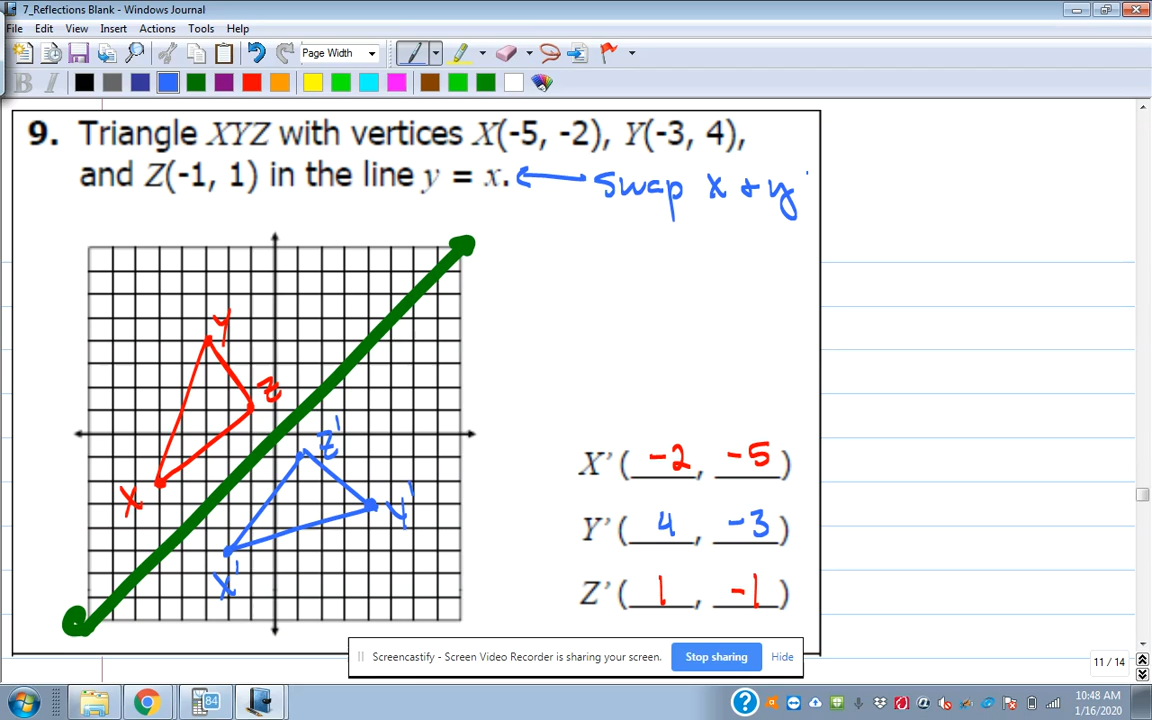 7_Reflections Blank - Windows Journal
File Edit View Insert Actions Tools Help
Page Width
B I
9. Triangle XYZ with vertices X(-5, -2), Y(-3, 4),
and Z(-1, 1) in the line y = x.
Swap x + y
Y
Z
Z'
X
Y'
X'
X’ ( -2 , -5 )
Y’ ( 4 , -3 )
Z’ ( 1 , -1 )
Screencastify - Screen Video Recorder is sharing your screen. Stop sharing Hide
11 / 14
84
10:48 AM
1/16/2020